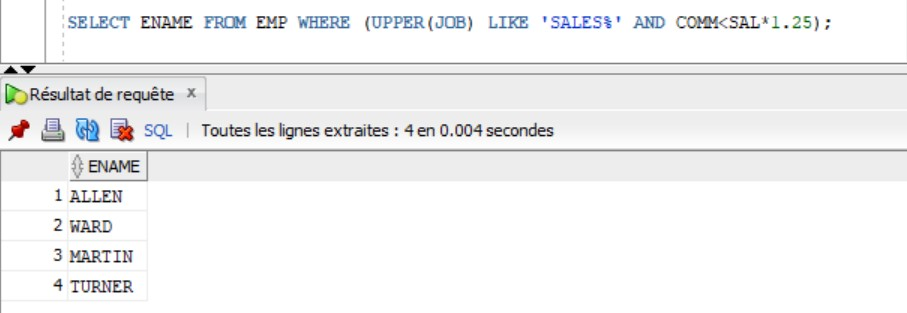 SELECT ENAME FROM EMP WHERE (UPPER(JOB) LIKE 'SALES%' AND COMM<SAL*1.25);
Résultat de requête x
SQL | Toutes les lignes extraites : 4 en 0.004 secondes
ENAME
1 ALLEN
2 WARD
3 MARTIN
4 TURNER